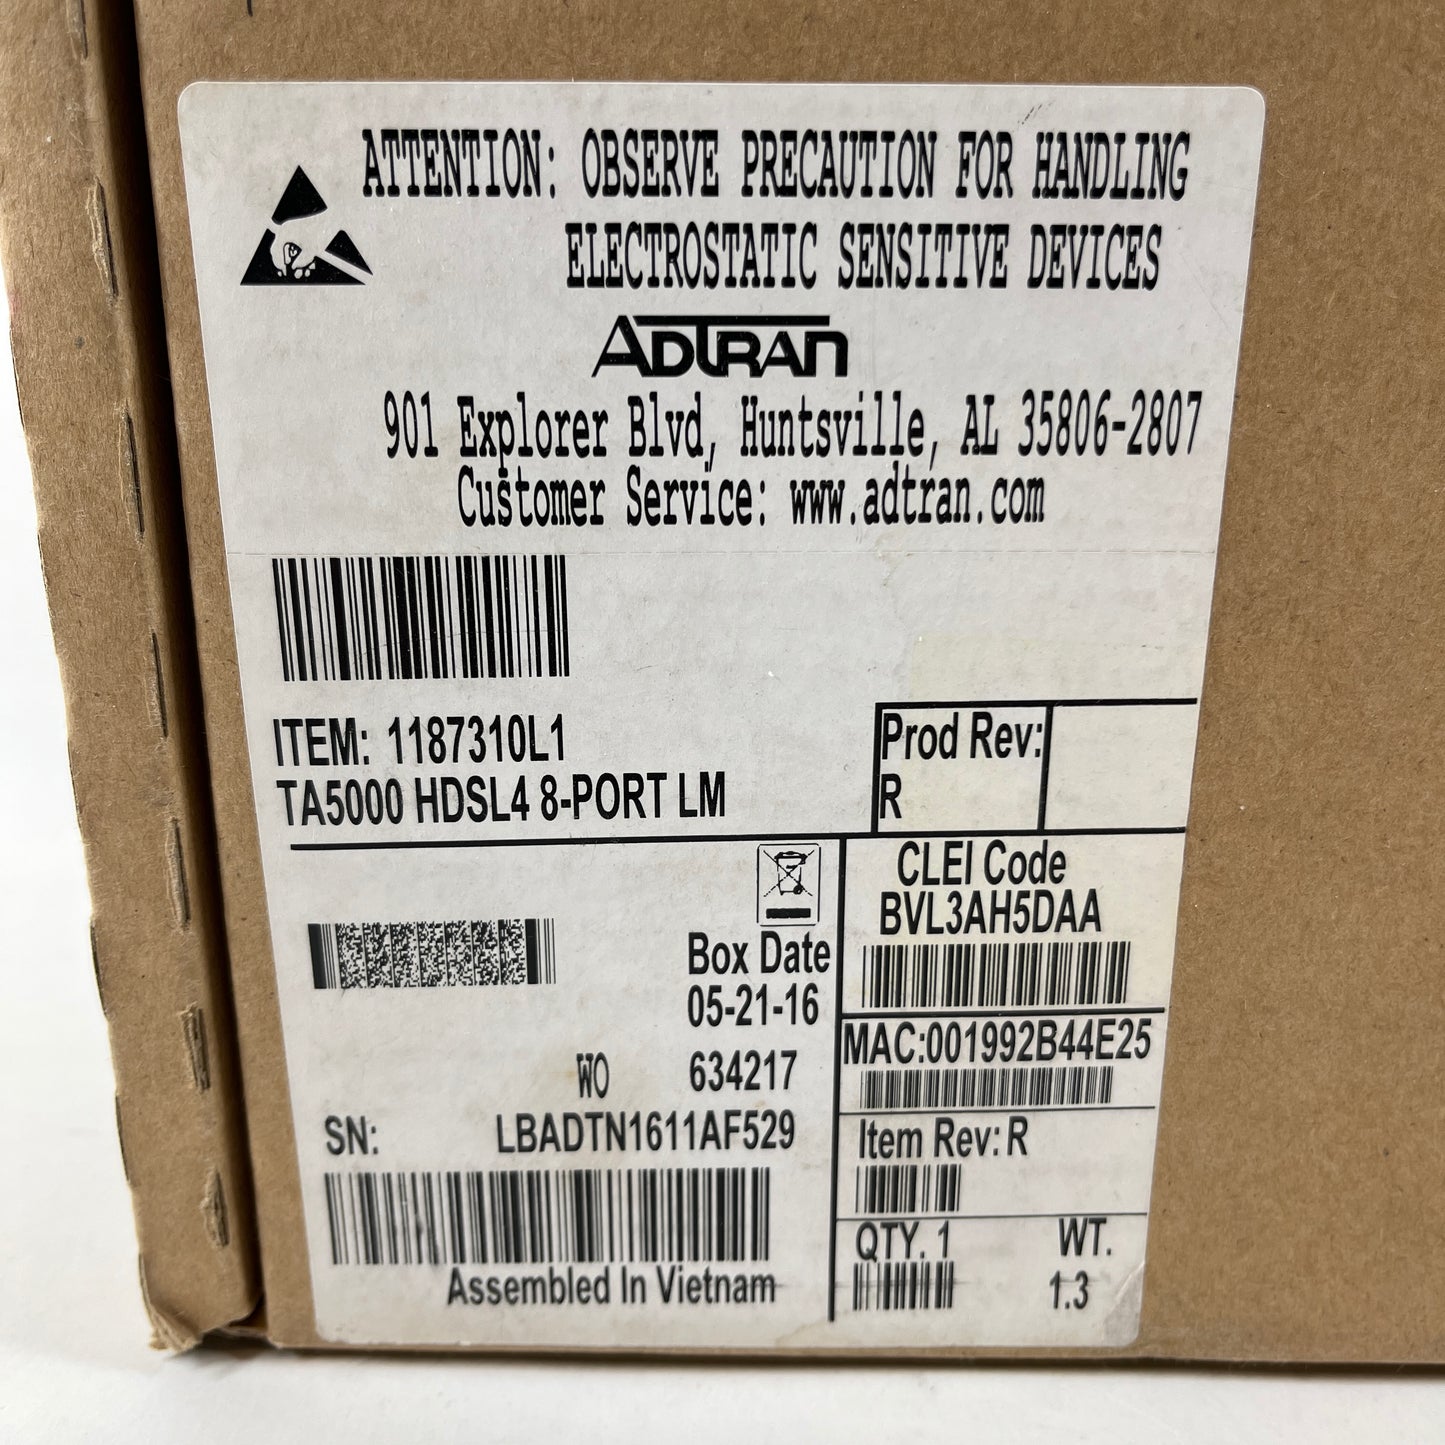 ATTENTION: OBSERVE PRECAUTION FOR HANDLING
ELECTROSTATIC SENSITIVE DEVICES
ADTRAN
901 Explorer Blvd, Huntsville, AL 35806-2807
Customer Service: www.adtran.com
ITEM: 1187310L1
TA5000 HDSL4 8-PORT LM
Prod Rev:
R
CLEI Code
BVL3AH5DAA
Box Date
05-21-16
MAC:001992B44E25
WO 634217
SN: LBADTN1611AF529
Item Rev: R
QTY. 1 WT.
1.3
Assembled In Vietnam